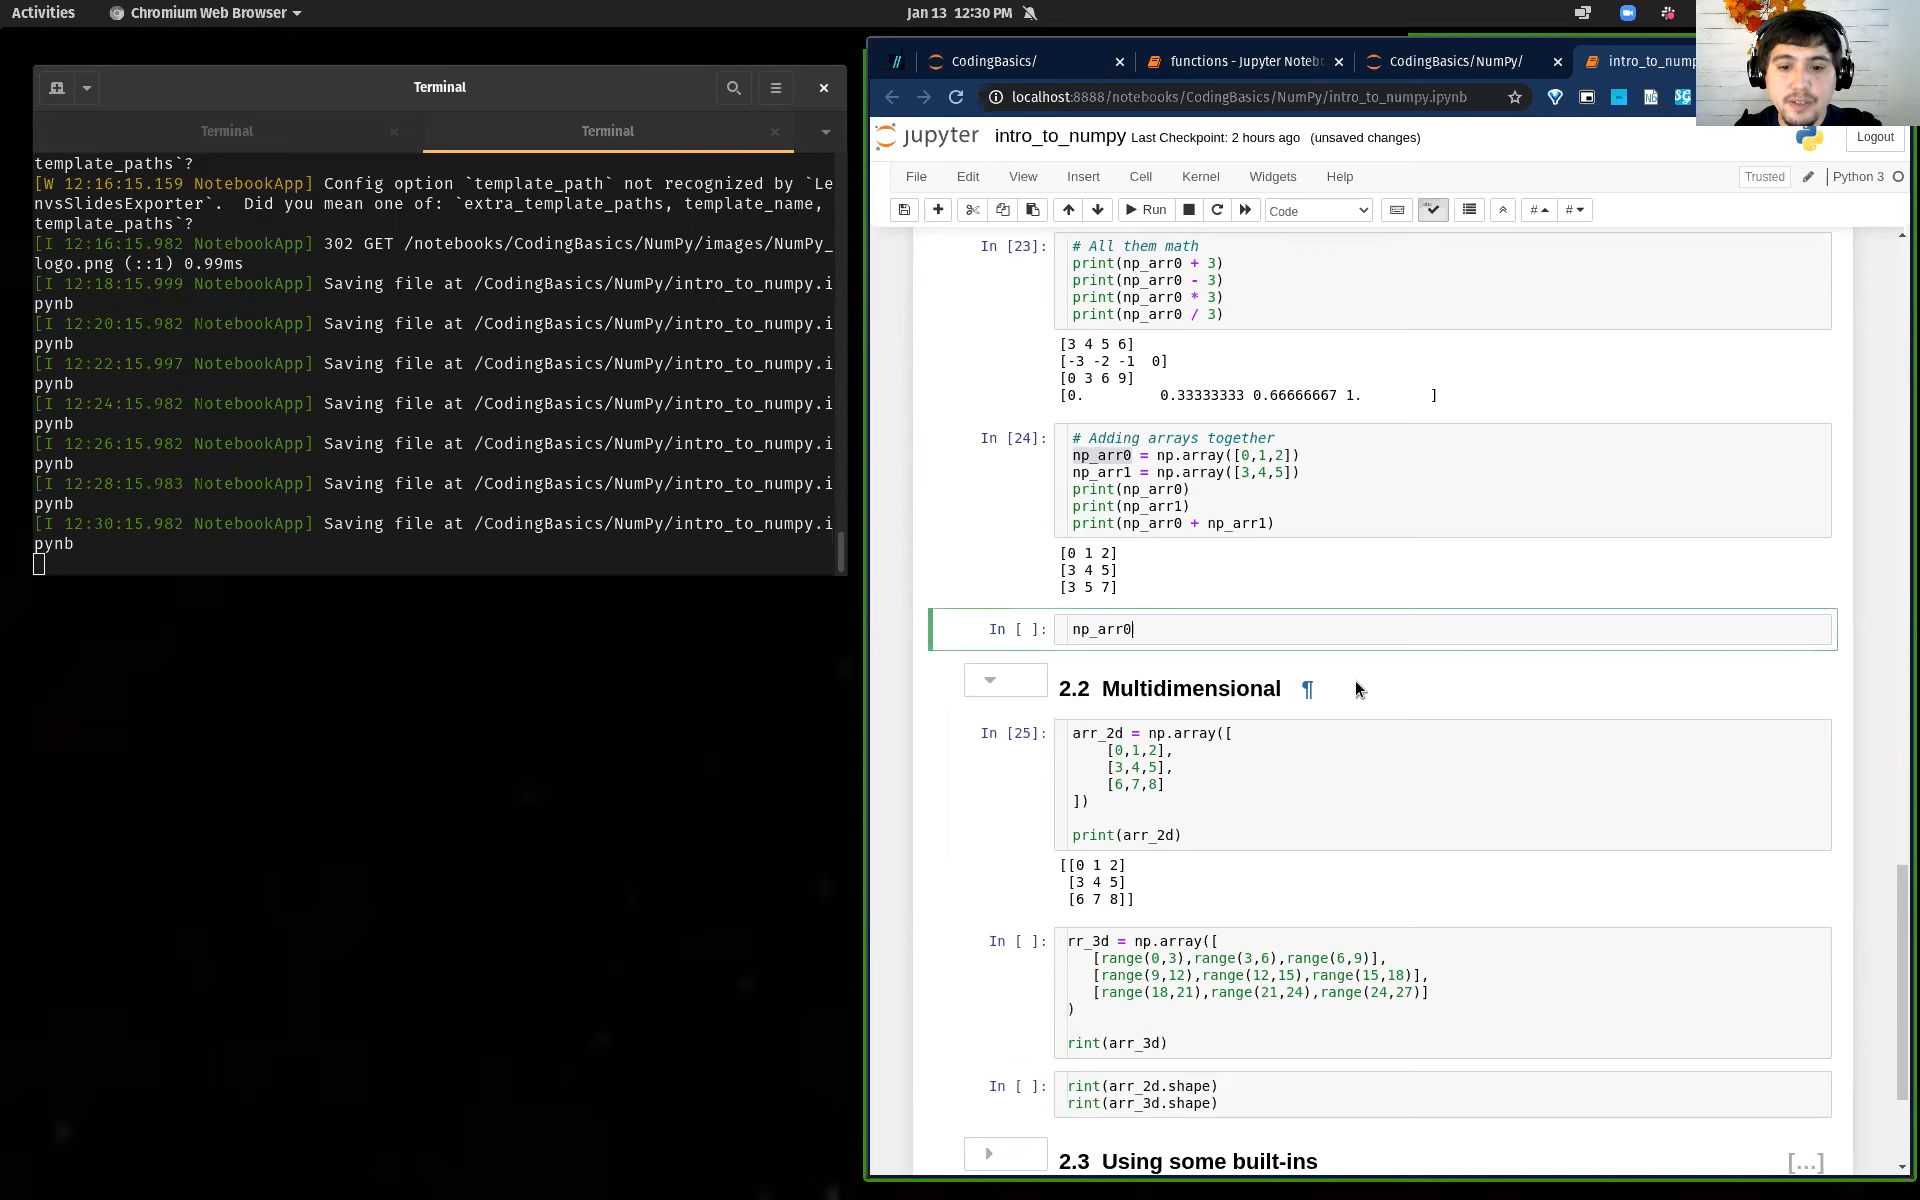 Activities
Chromium Web Browser
Jan 13 12:30 PM
Terminal
Terminal
Terminal
template_paths`?
[W 12:16:15.159 NotebookApp] Config option `template_path` not recognized by `Le
nvsSlidesExporter`.  Did you mean one of: `extra_template_paths, template_name,
template_paths`?
[I 12:16:15.982 NotebookApp] 302 GET /notebooks/CodingBasics/NumPy/images/NumPy_
logo.png (::1) 0.99ms
[I 12:18:15.999 NotebookApp] Saving file at /CodingBasics/NumPy/intro_to_numpy.i
pynb
[I 12:20:15.982 NotebookApp] Saving file at /CodingBasics/NumPy/intro_to_numpy.i
pynb
[I 12:22:15.997 NotebookApp] Saving file at /CodingBasics/NumPy/intro_to_numpy.i
pynb
[I 12:24:15.982 NotebookApp] Saving file at /CodingBasics/NumPy/intro_to_numpy.i
pynb
[I 12:26:15.982 NotebookApp] Saving file at /CodingBasics/NumPy/intro_to_numpy.i
pynb
[I 12:28:15.983 NotebookApp] Saving file at /CodingBasics/NumPy/intro_to_numpy.i
pynb
[I 12:30:15.982 NotebookApp] Saving file at /CodingBasics/NumPy/intro_to_numpy.i
pynb
CodingBasics/
functions - Jupyter Noteb
CodingBasics/NumPy/
intro_to_nump
localhost:8888/notebooks/CodingBasics/NumPy/intro_to_numpy.ipynb
jupyter intro_to_numpy Last Checkpoint: 2 hours ago (unsaved changes)
Logout
File Edit View Insert Cell Kernel Widgets Help
Trusted
Python 3
Run
Code
In [23]:
# All them math
print(np_arr0 + 3)
print(np_arr0 - 3)
print(np_arr0 * 3)
print(np_arr0 / 3)
[3 4 5 6]
[-3 -2 -1  0]
[0 3 6 9]
[0.         0.33333333 0.66666667 1.        ]
In [24]:
# Adding arrays together
np_arr0 = np.array([0,1,2])
np_arr1 = np.array([3,4,5])
print(np_arr0)
print(np_arr1)
print(np_arr0 + np_arr1)
[0 1 2]
[3 4 5]
[3 5 7]
In [ ]:
np_arr0
2.2 Multidimensional ¶
In [25]:
arr_2d = np.array([
[0,1,2],
[3,4,5],
[6,7,8]
])
print(arr_2d)
[[0 1 2]
[3 4 5]
[6 7 8]]
In [ ]:
rr_3d = np.array([
[range(0,3),range(3,6),range(6,9)],
[range(9,12),range(12,15),range(15,18)],
[range(18,21),range(21,24),range(24,27)]
)
rint(arr_3d)
In [ ]:
rint(arr_2d.shape)
rint(arr_3d.shape)
2.3 Using some built-ins
[...]